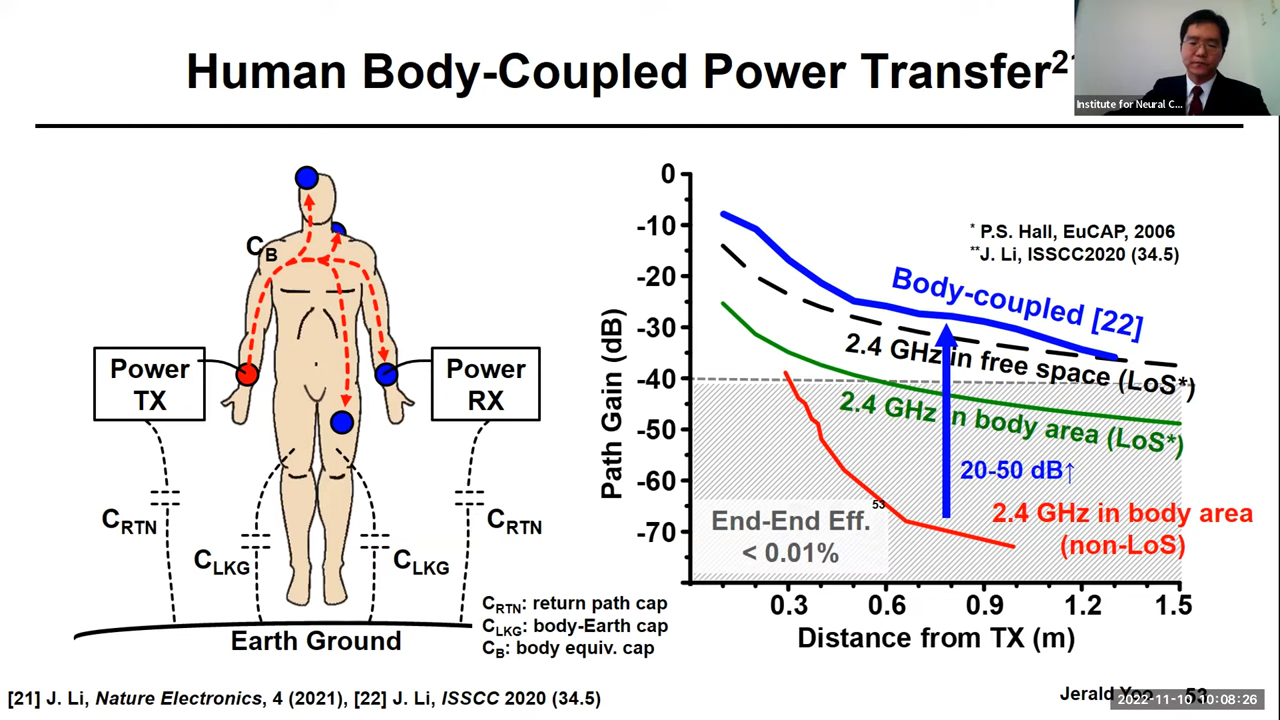 Human Body-Coupled Power Transfer
Institute for Neural C...
C_B
Power
TX
Power
RX
C_RTN
C_LKG
C_LKG
C_RTN
Earth Ground
C_RTN: return path cap
C_LKG: body-Earth cap
C_B: body equiv. cap
Path Gain (dB)
0
-10
-20
-30
-40
-50
-60
-70
* P.S. Hall, EuCAP, 2006
**J. Li, ISSCC2020 (34.5)
Body-coupled [22]
2.4 GHz in free space (LoS*)
2.4 GHz in body area (LoS*)
20-50 dB↑
2.4 GHz in body area
(non-LoS)
53
End-End Eff.
< 0.01%
0.3
0.6
0.9
1.2
1.5
Distance from TX (m)
[21] J. Li, Nature Electronics, 4 (2021), [22] J. Li, ISSCC 2020 (34.5)
Jerald Yoo 53
2022-11-10 10:08:26